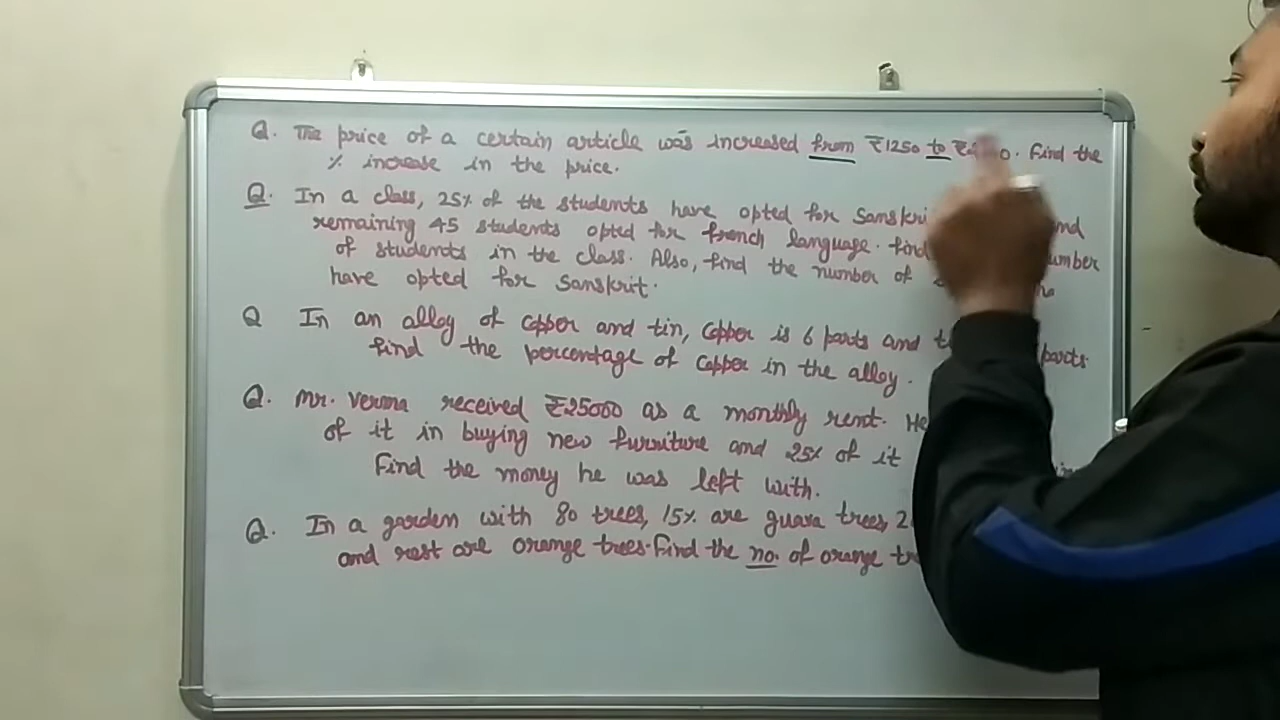 Q. The price of a certain article was increased from ₹1250 to Find the
% increase in the price.
Q. In a class, 25% of the students have opted for
remaining 45 students opted for french language. find
of students in the class. Also, find the number of
have opted for Sanskrit.
Q In an alloy of Copper and tin, Copper is 6 parts and parts.
find the percentage of Copper in the alloy.
Q. Mr. Verma received ₹25000 as a monthly rent. He
of it in buying new furniture and 25% of it
Find the money he was left with.
Q. In a garden with 80 trees, 15% are guava trees,
and rest are orange trees. Find the no. of orange